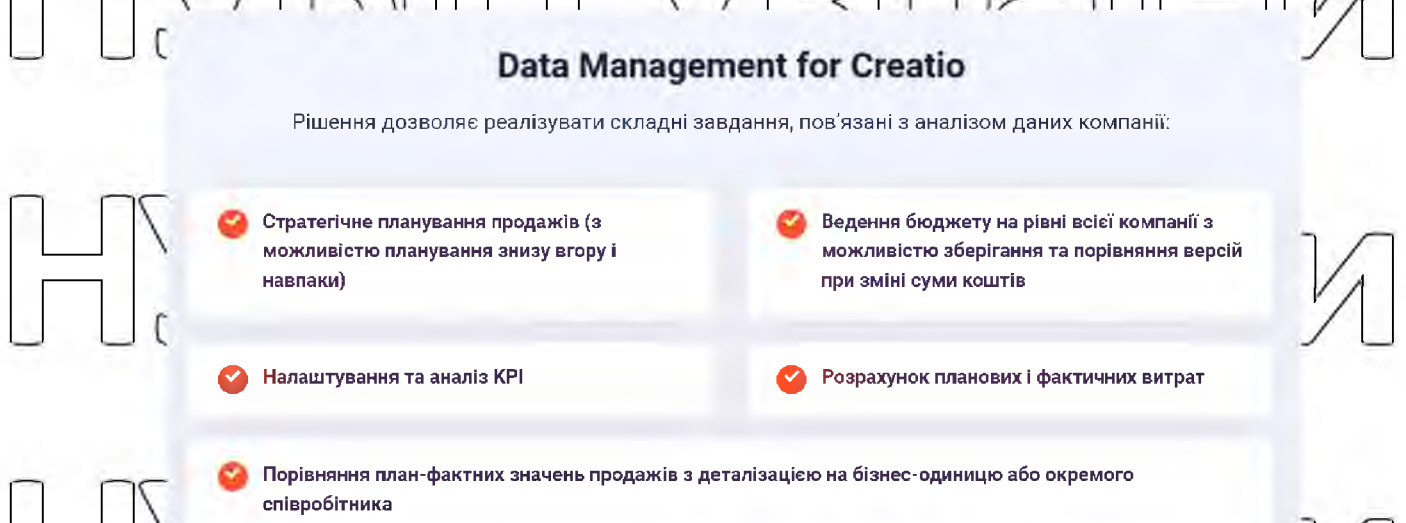 Data Management for Creatio
Рішення дозволяє реалізувати складні завдання, пов'язані з аналізом даних компанії:
Стратегічне планування продажів (з
можливістю планування знизу вгору і
навпаки)
Ведення бюджету на рівні всієї компанії з
можливістю зберігання та порівняння версій
при зміні суми коштів
Налаштування та аналіз KPI
Розрахунок планових і фактичних витрат
Порівняння план-фактних значень продажів з деталізацією на бізнес-одиницю або окремого
співробітника